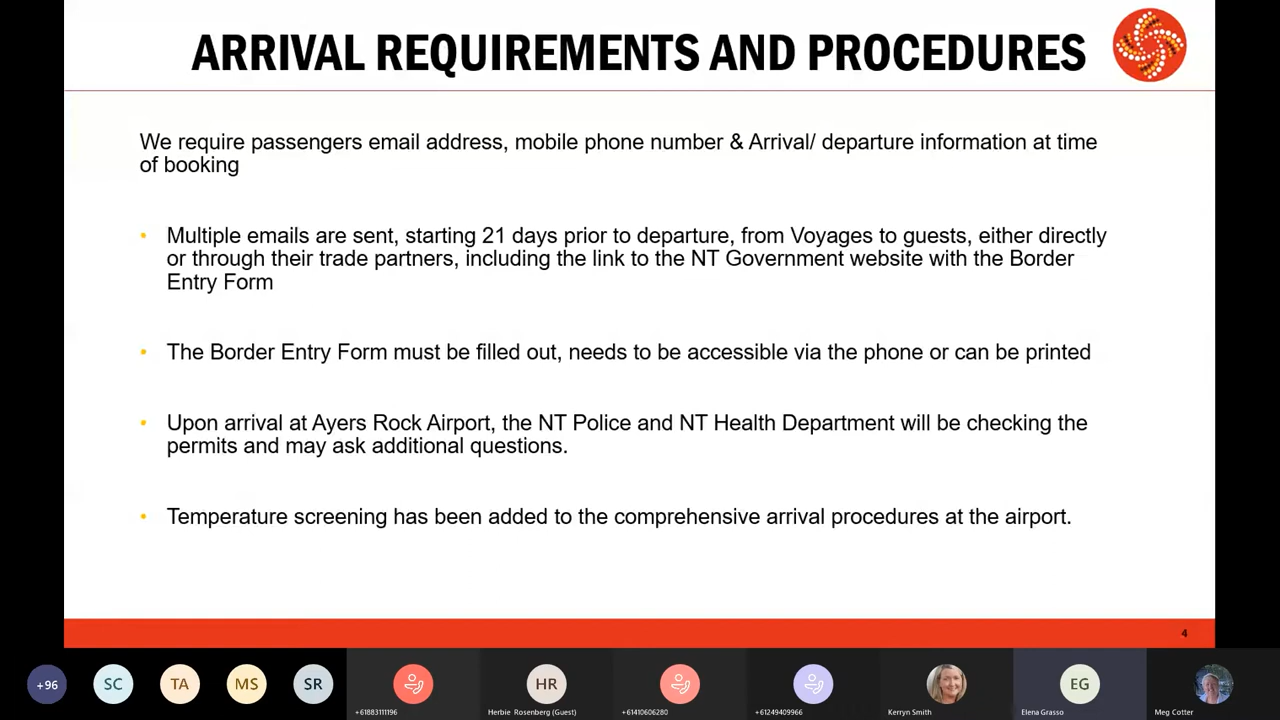 ARRIVAL REQUIREMENTS AND PROCEDURES
We require passengers email address, mobile phone number & Arrival/ departure information at time
of booking
• Multiple emails are sent, starting 21 days prior to departure, from Voyages to guests, either directly
or through their trade partners, including the link to the NT Government website with the Border
Entry Form
• The Border Entry Form must be filled out, needs to be accessible via the phone or can be printed
• Upon arrival at Ayers Rock Airport, the NT Police and NT Health Department will be checking the
permits and may ask additional questions.
• Temperature screening has been added to the comprehensive arrival procedures at the airport.
4
+96 SC TA MS SR HR EG
+61883111196 Herbie Rosenberg (Guest) +61410606280 +61249409966 Kerryn Smith Elena Grasso Meg Cotter